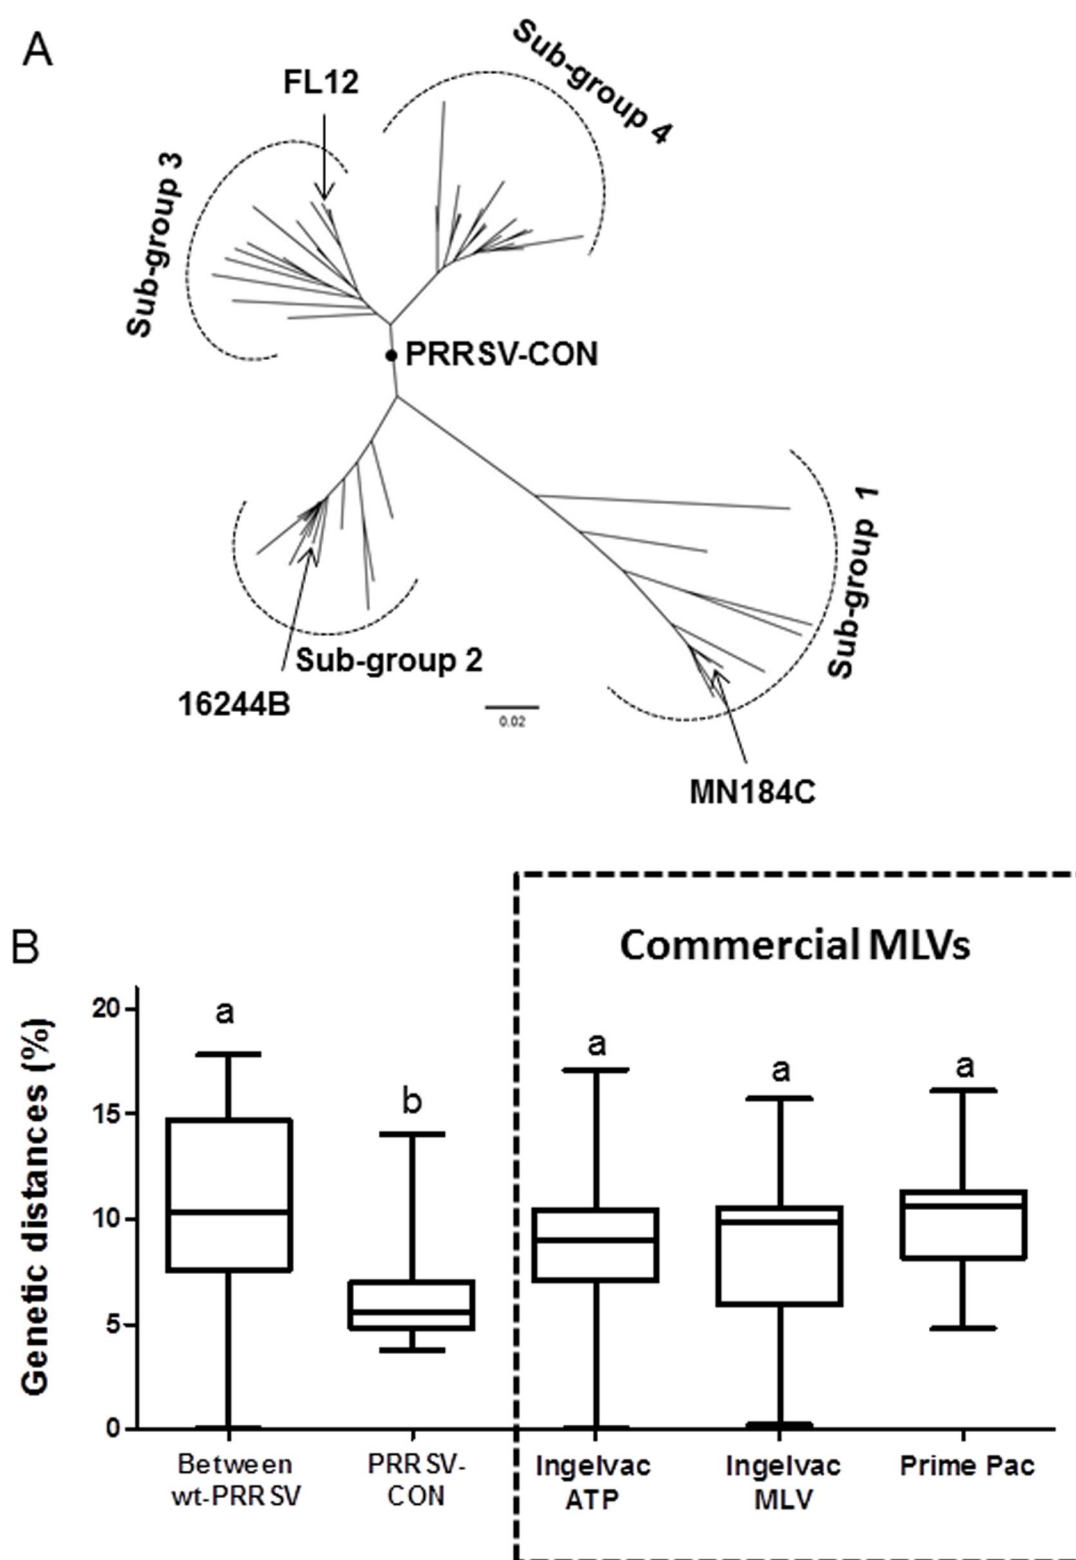 A
FL12
Sub-group 4
Sub-group 3
PRRSV-CON
Sub-group 1
Sub-group 2
16244B
0.02
MN184C
B
Commercial MLVs
Genetic distances (%)
20
15
10
5
0
a
b
a
a
a
Between
wt-PRRSV
PRRSV-
CON
Ingelvac
ATP
Ingelvac
MLV
Prime Pac